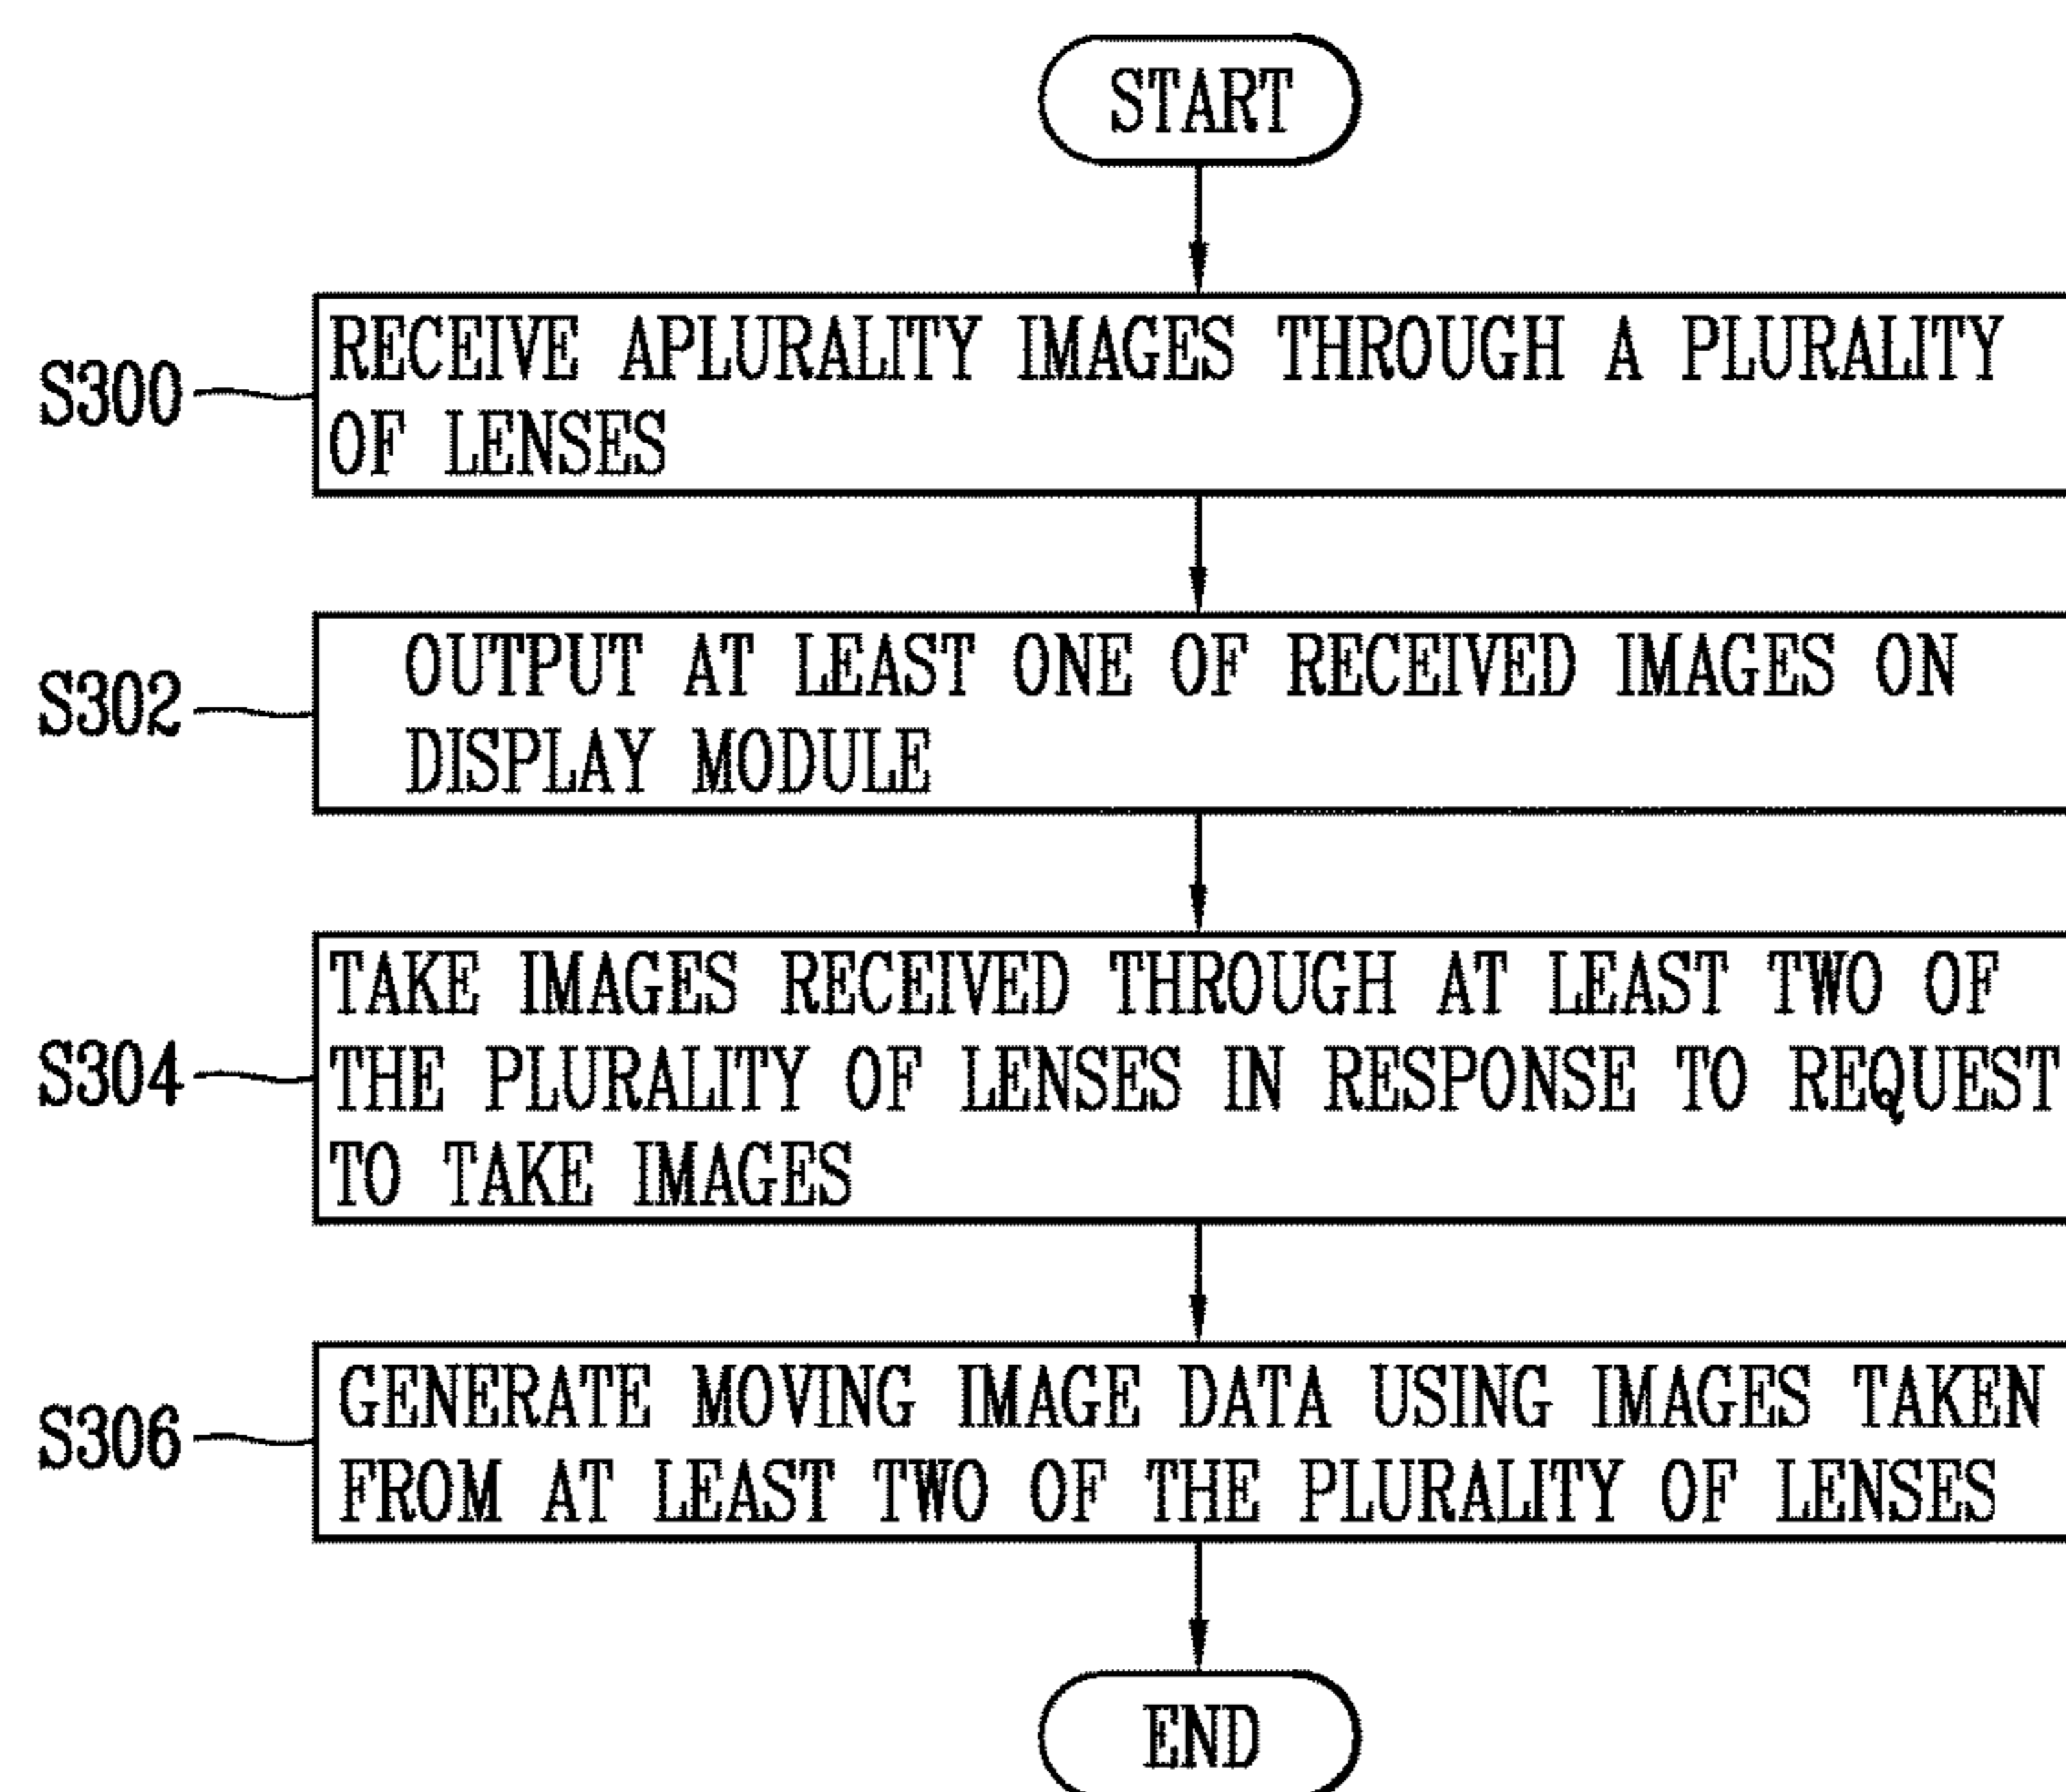 START
S300
RECEIVE APLURALITY IMAGES THROUGH A PLURALITY
OF LENSES
S302
OUTPUT AT LEAST ONE OF RECEIVED IMAGES ON
DISPLAY MODULE
S304
TAKE IMAGES RECEIVED THROUGH AT LEAST TWO OF
THE PLURALITY OF LENSES IN RESPONSE TO REQUEST
TO TAKE IMAGES
S306
GENERATE MOVING IMAGE DATA USING IMAGES TAKEN
FROM AT LEAST TWO OF THE PLURALITY OF LENSES
END